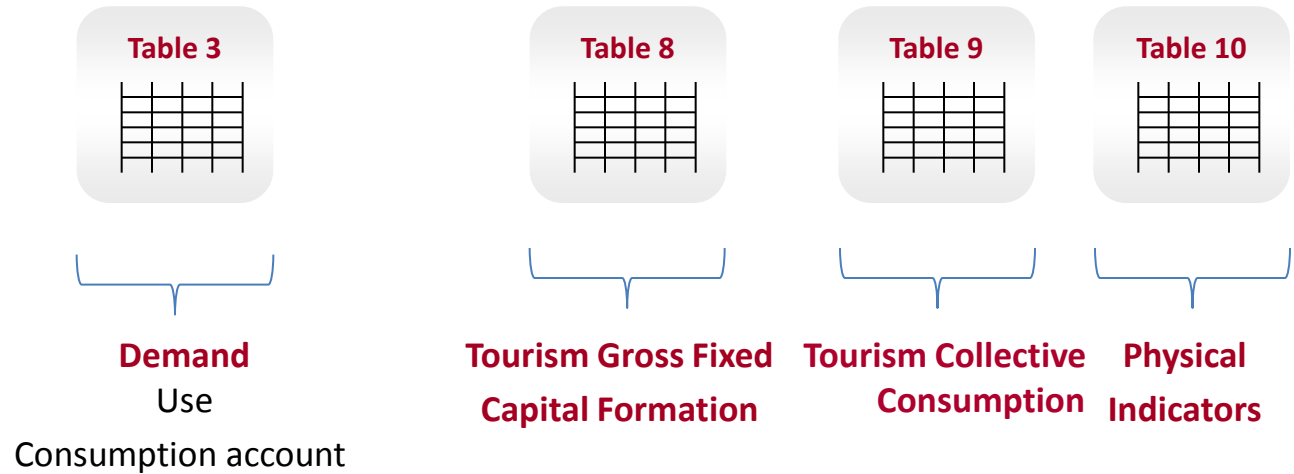 Table 3
Table 8
Table 9
Table 10
Demand
Use
Consumption account
Tourism Gross Fixed
Capital Formation
Tourism Collective
Consumption
Physical
Indicators